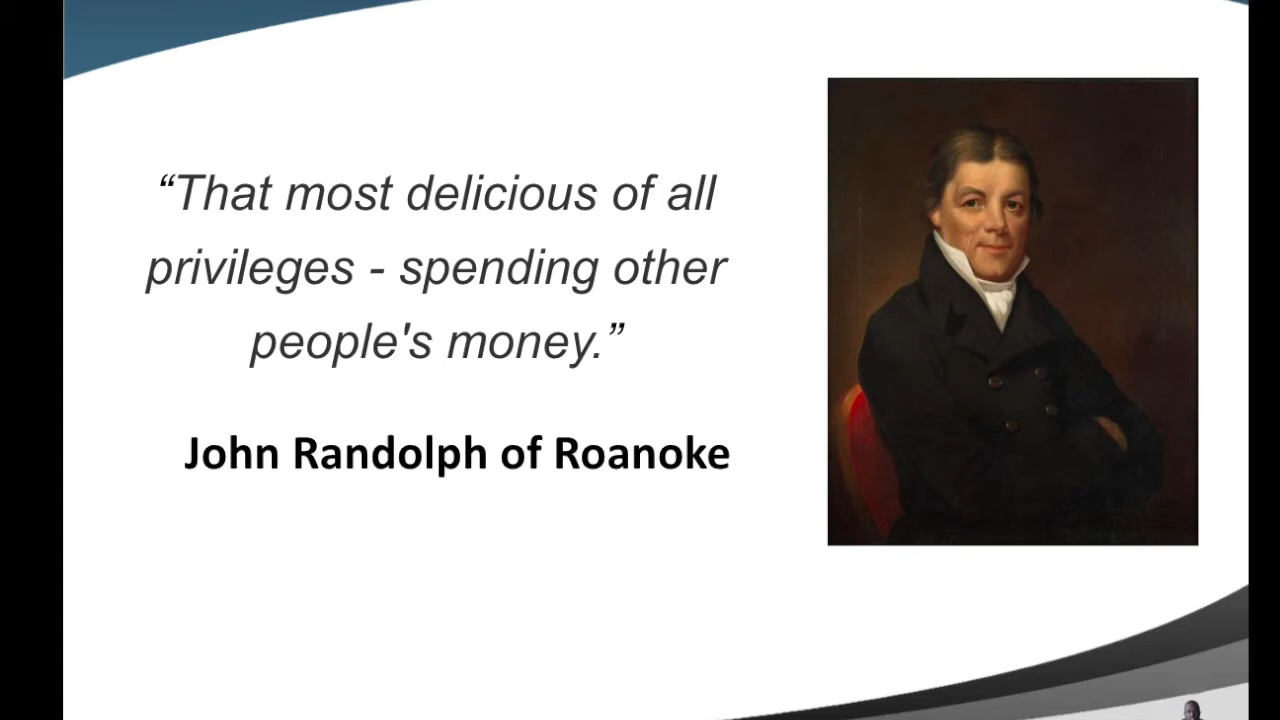 “That most delicious of all
privileges - spending other
people's money.”
John Randolph of Roanoke